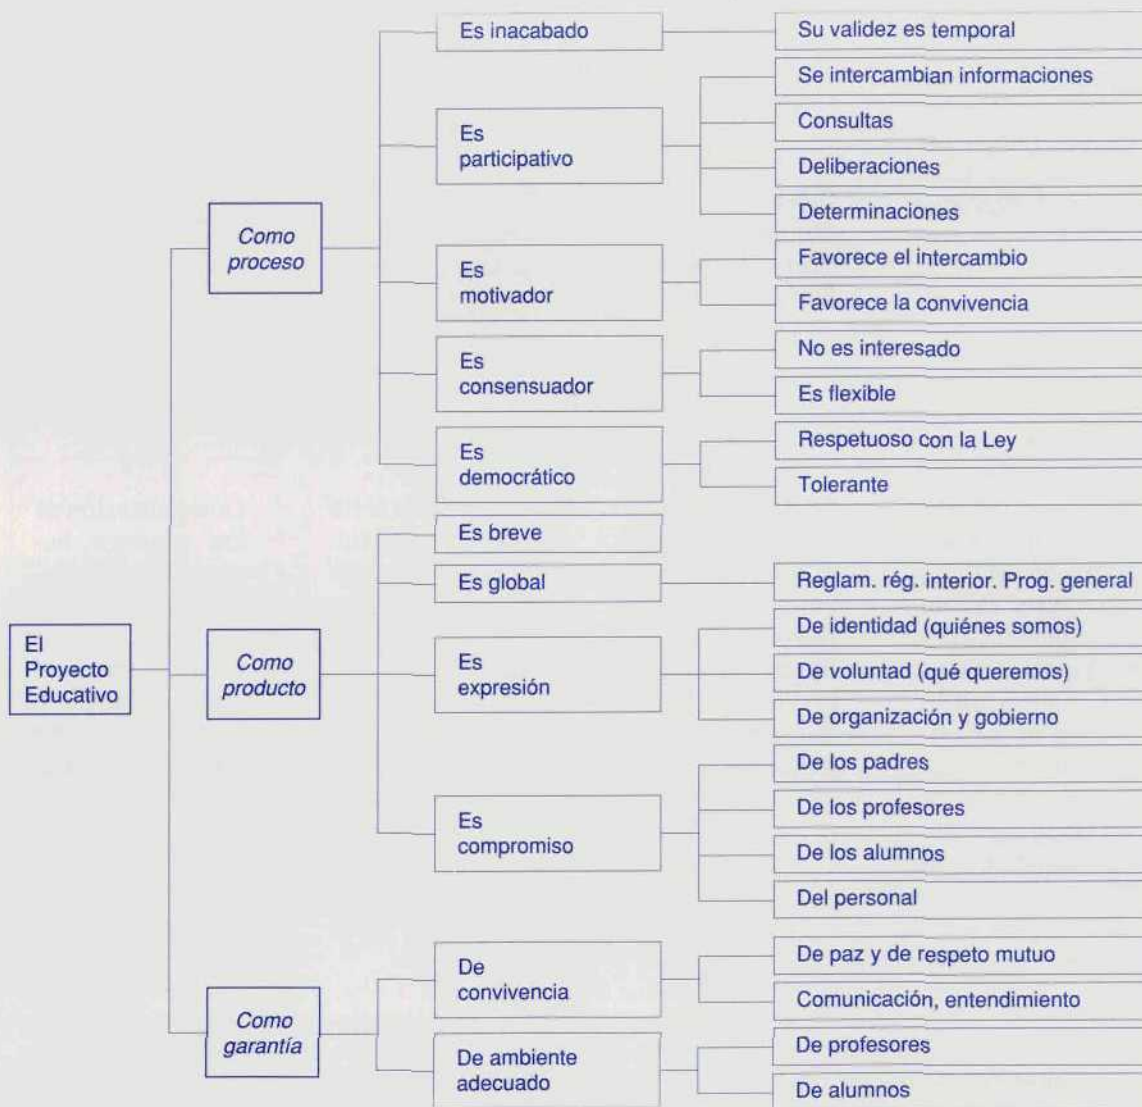 El
Proyecto
Educativo
Como
proceso
Es inacabado
Su validez es temporal
Es
participativo
Se intercambian informaciones
Consultas
Deliberaciones
Determinaciones
Es
motivador
Favorece el intercambio
Favorece la convivencia
Es
consensuador
No es interesado
Es flexible
Es
democrático
Respetuoso con la Ley
Tolerante
Como
producto
Es breve
Es global
Reglam. rég. interior. Prog. general
Es
expresión
De identidad (quiénes somos)
De voluntad (qué queremos)
De organización y gobierno
Es
compromiso
De los padres
De los profesores
De los alumnos
Del personal
Como
garantía
De
convivencia
De paz y de respeto mutuo
Comunicación, entendimiento
De ambiente
adecuado
De profesores
De alumnos